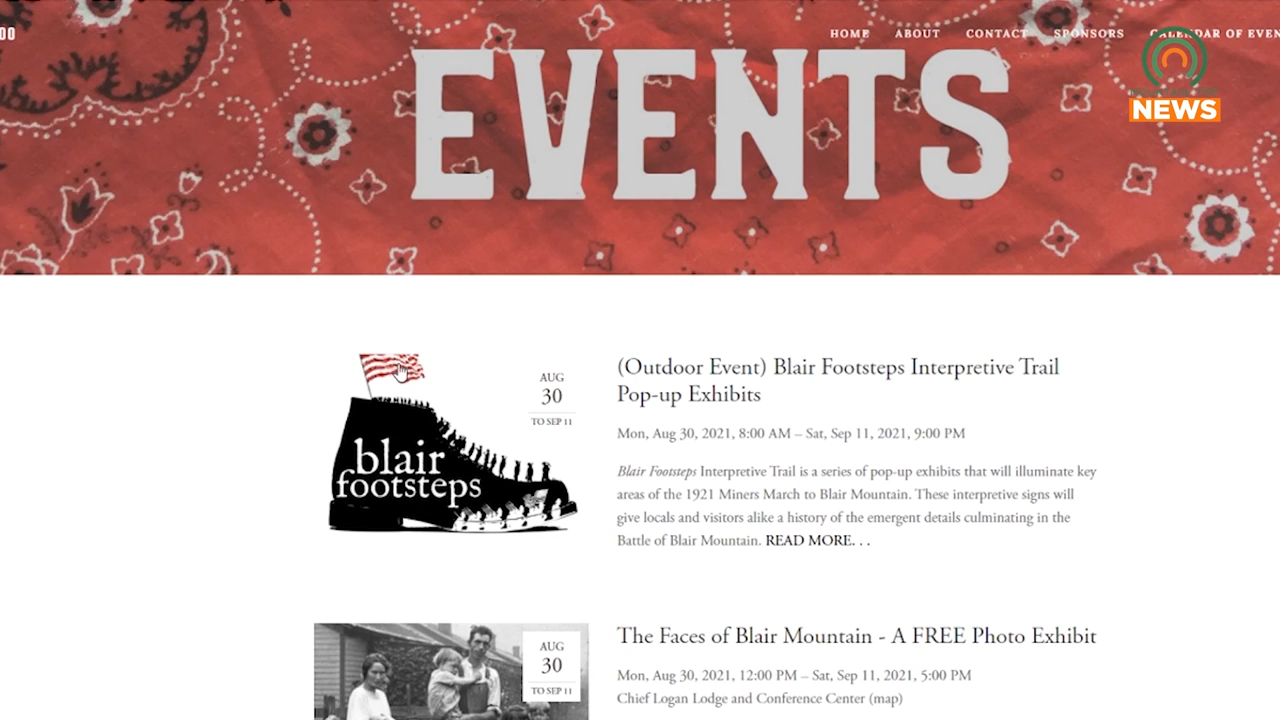 00
HOME ABOUT CONTACT SPONSORS CALENDAR OF EVEN
EVENTS
NEWS
blair
footsteps
AUG
30
TO SEP 11
(Outdoor Event) Blair Footsteps Interpretive Trail
Pop-up Exhibits
Mon, Aug 30, 2021, 8:00 AM – Sat, Sep 11, 2021, 9:00 PM
Blair Footsteps Interpretive Trail is a series of pop-up exhibits that will illuminate key
areas of the 1921 Miners March to Blair Mountain. These interpretive signs will
give locals and visitors alike a history of the emergent details culminating in the
Battle of Blair Mountain. READ MORE. . .
AUG
30
TO SEP 11
The Faces of Blair Mountain - A FREE Photo Exhibit
Mon, Aug 30, 2021, 12:00 PM – Sat, Sep 11, 2021, 5:00 PM
Chief Logan Lodge and Conference Center (map)